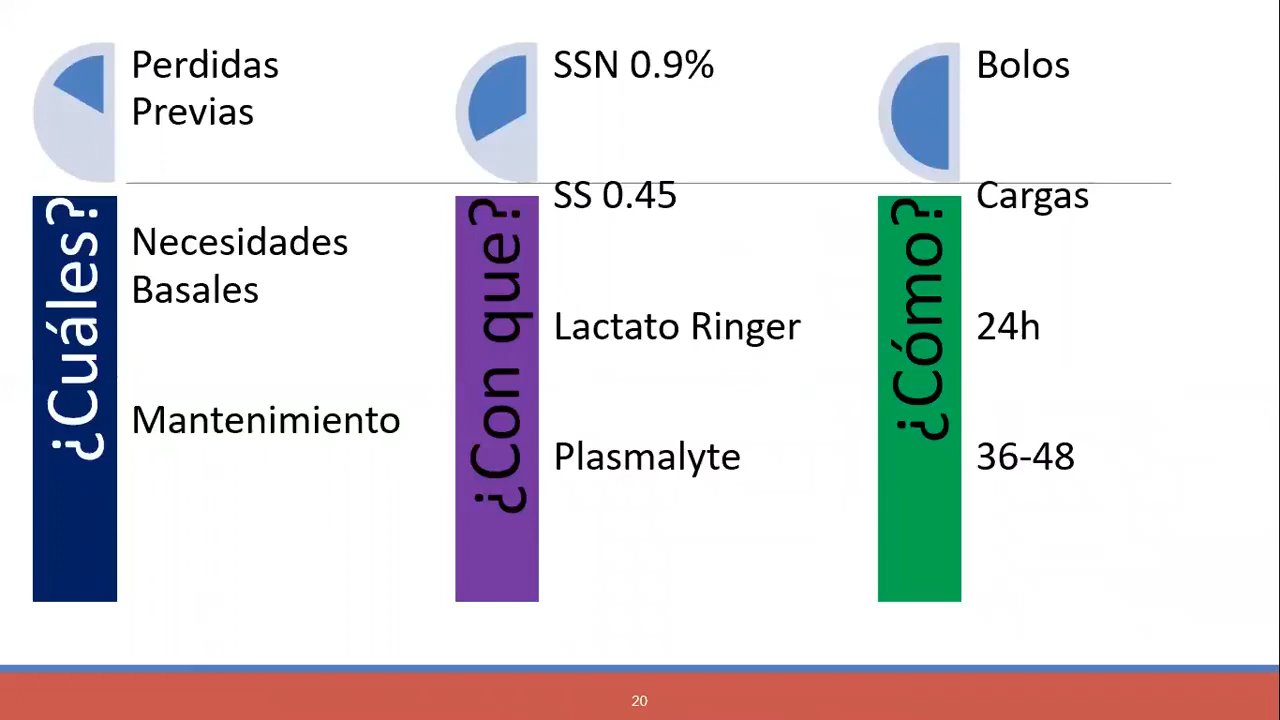 ¿Cuáles?
Perdidas
Previas
Necesidades
Basales
Mantenimiento
¿Con que?
SSN 0.9%
SS 0.45
Lactato Ringer
Plasmalyte
¿Cómo?
Bolos
Cargas
24h
36-48
20